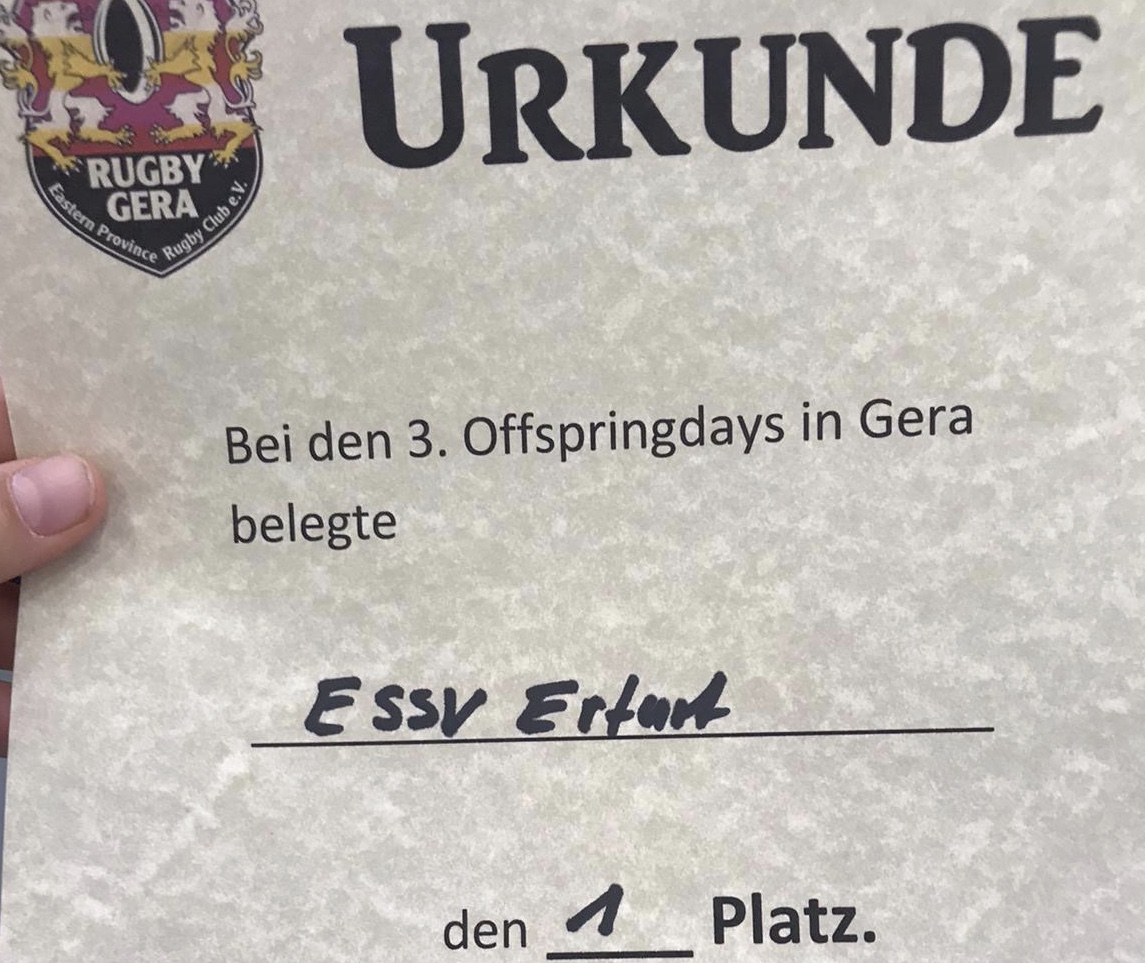 URKUNDE
RUGBY
GERA
Eastern Province Rugby Club e.V.
Bei den 3. Offspringdays in Gera
belegte
ESSV Erfurt
den 1 Platz.